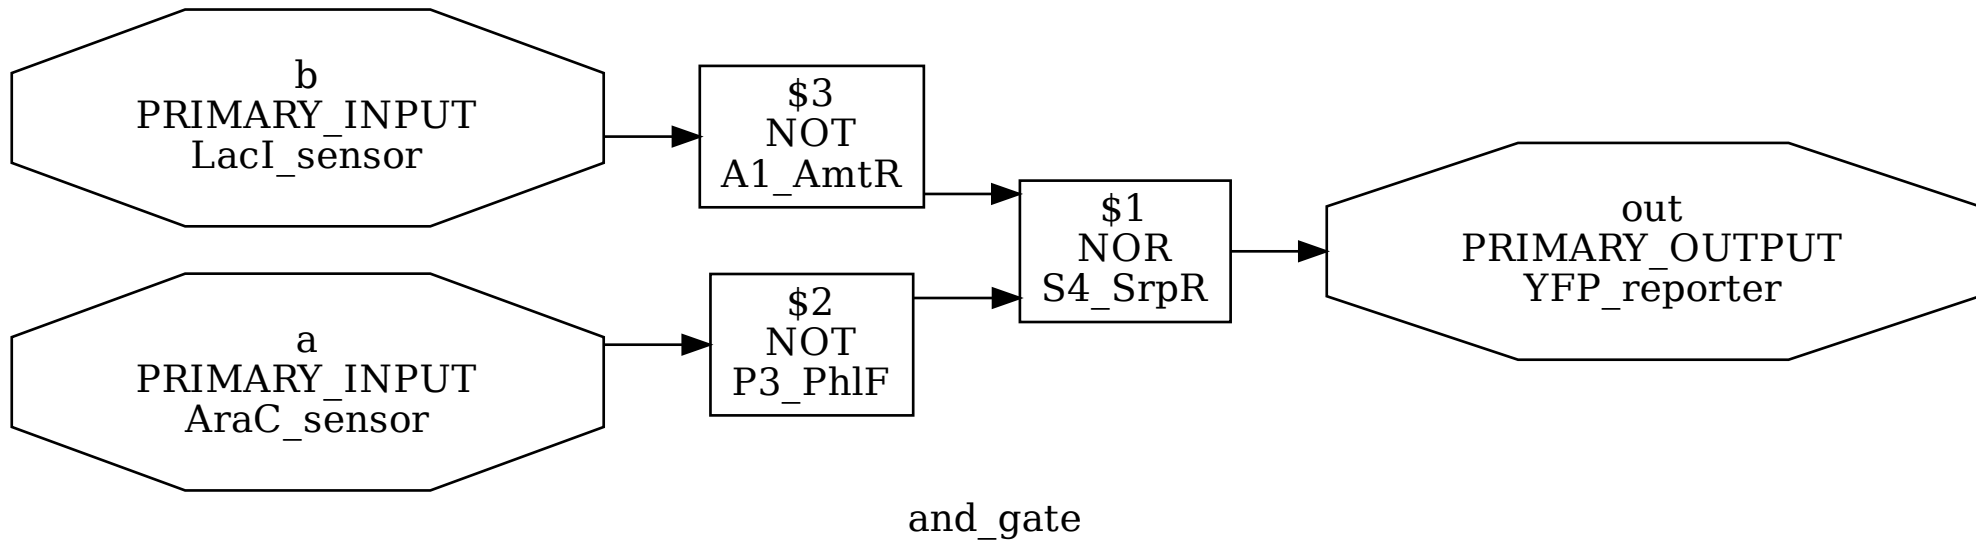 b
PRIMARY_INPUT
LacI_sensor
$3
NOT
A1_AmtR
a
PRIMARY_INPUT
AraC_sensor
$2
NOT
P3_PhlF
$1
NOR
S4_SrpR
out
PRIMARY_OUTPUT
YFP_reporter
and_gate